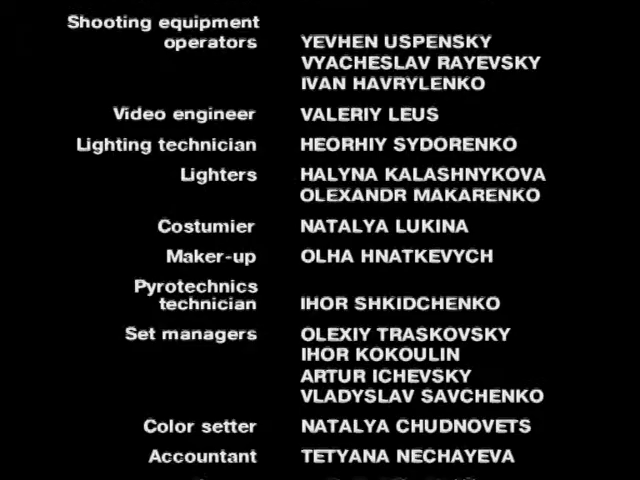 Shooting equipment
operators YEVHEN USPENSKY
VYACHESLAV RAYEVSKY
IVAN HAVRYLENKO
Video engineer VALERIY LEUS
Lighting technician HEORHIY SYDORENKO
Lighters HALYNA KALASHNYKOVA
OLEXANDR MAKARENKO
Costumier NATALYA LUKINA
Maker-up OLHA HNATKEVYCH
Pyrotechnics
technician IHOR SHKIDCHENKO
Set managers OLEXIY TRASKOVSKY
IHOR KOKOULIN
ARTUR ICHEVSKY
VLADYSLAV SAVCHENKO
Color setter NATALYA CHUDNOVETS
Accountant TETYANA NECHAYEVA